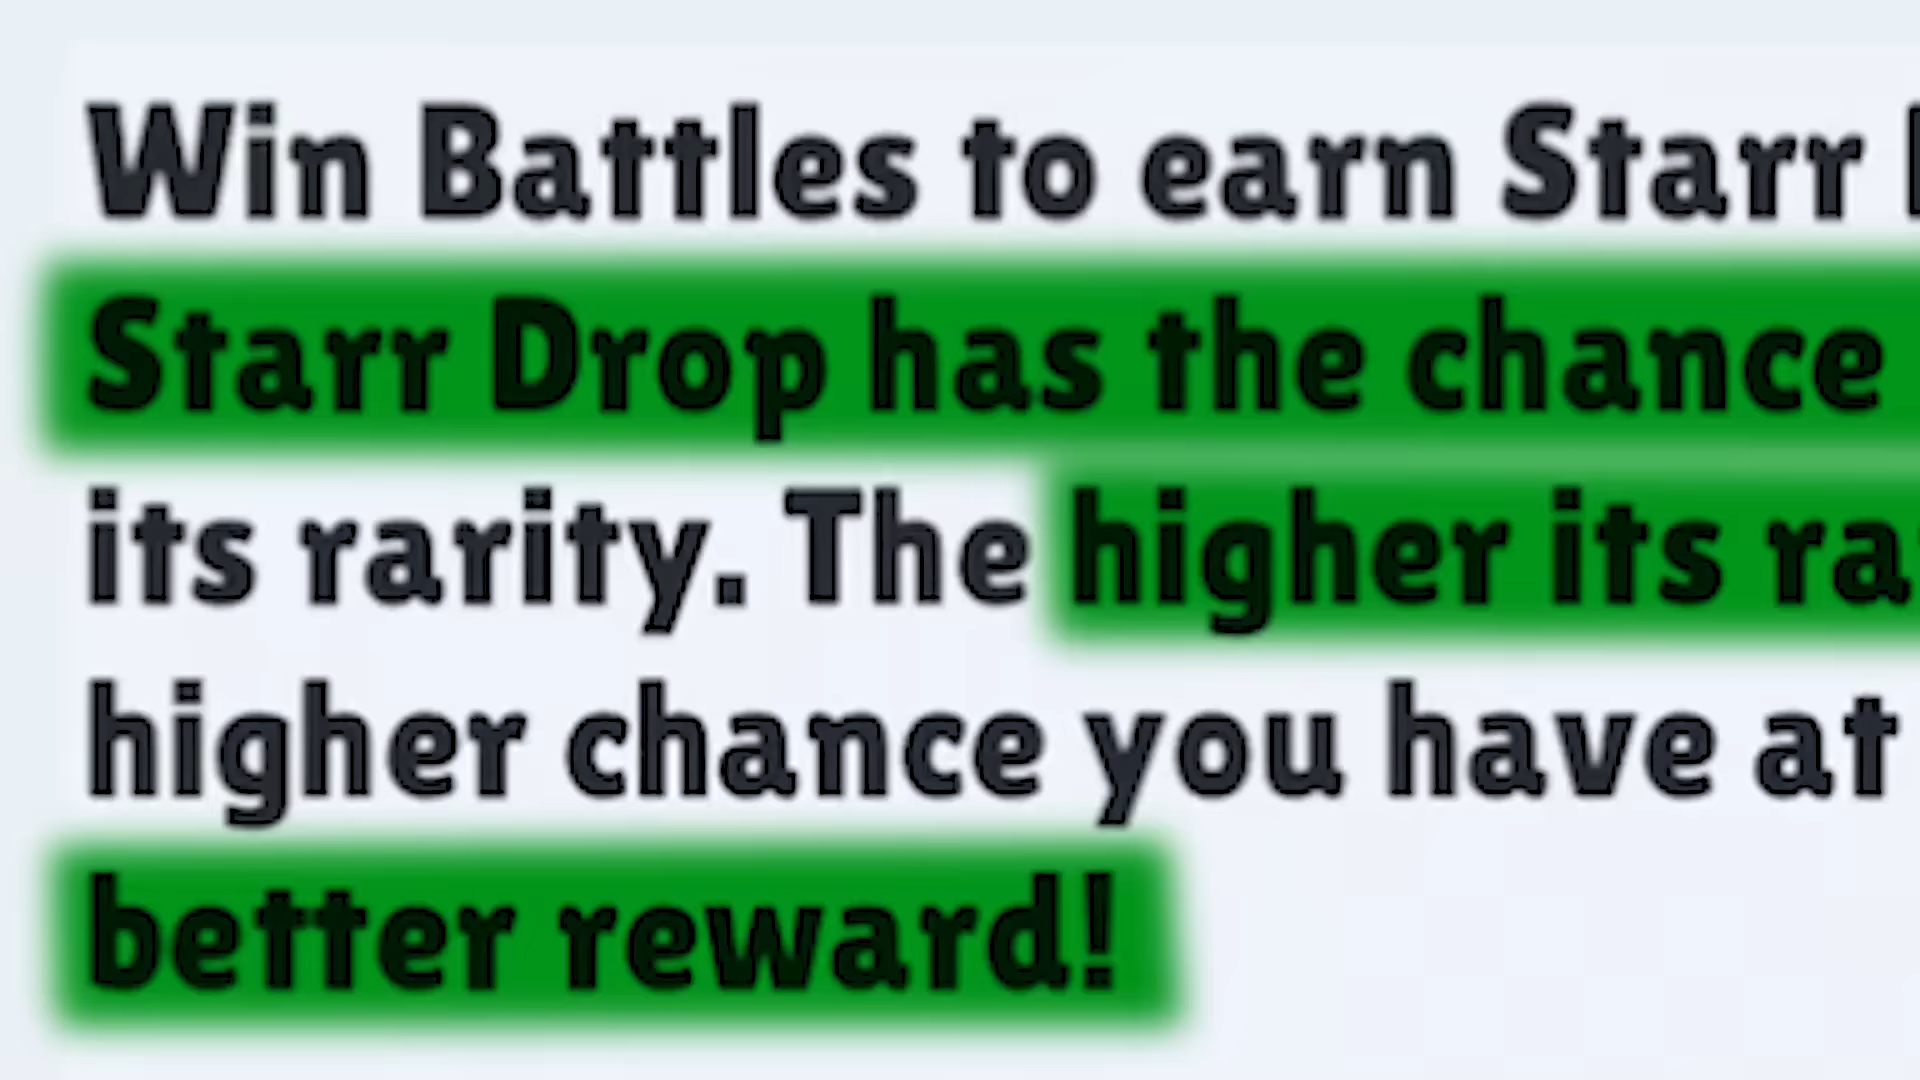 Win Battles to earn Starr
Starr Drop has the chance
its rarity. The higher its
higher chance you have at
better reward!